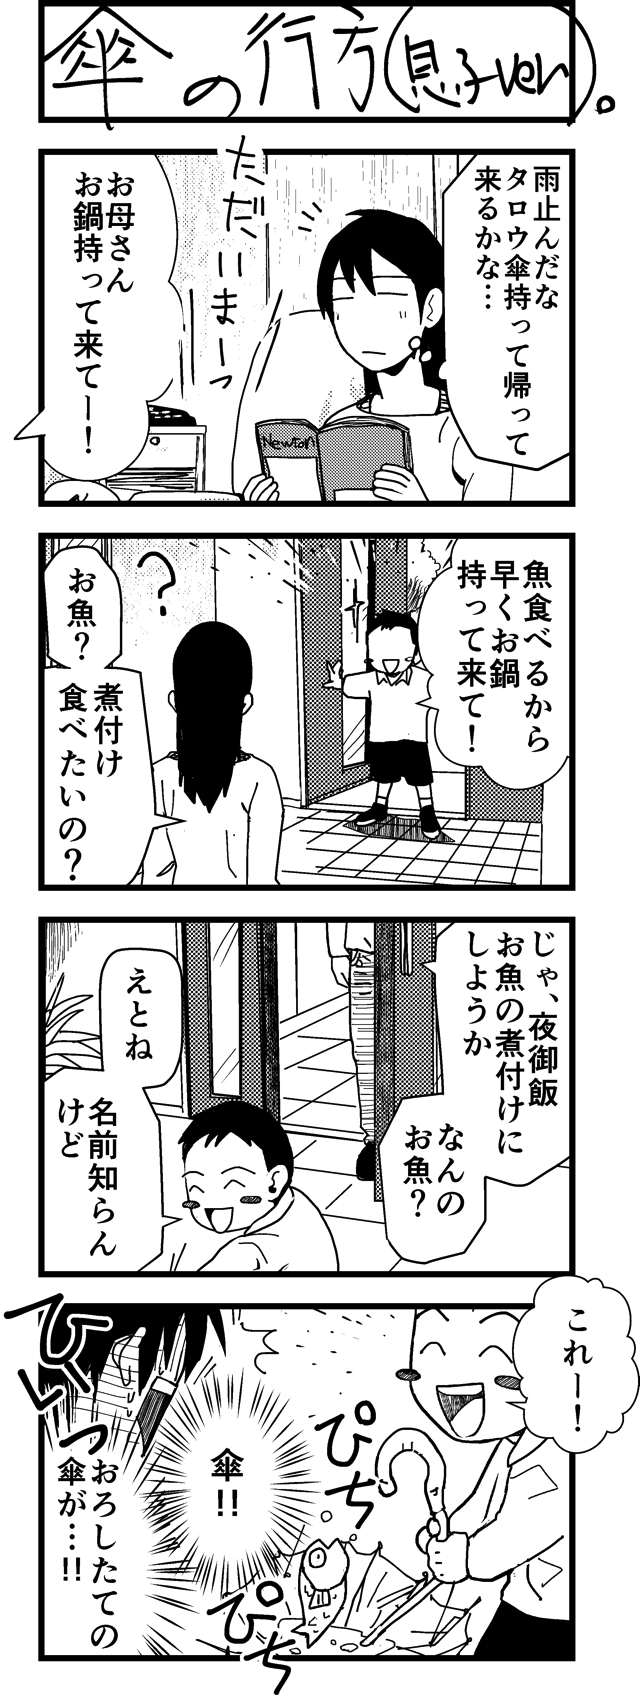 傘の行方(息子ver)。
雨止んだな
タロウ傘持って帰って
来るかな…
ただいまーっ
Newton
お母さん
お鍋持って来てー!
魚食べるから
早くお鍋
持って来て!
?
お魚?
煮付け
食べたいの?
じゃ、夜御飯
お魚の煮付けに
しようか
なんの
お魚?
えとね
名前知らん
けど
これー!
ぴち
ぴち
傘!!
ひいっ
おろしたての
傘が…!!